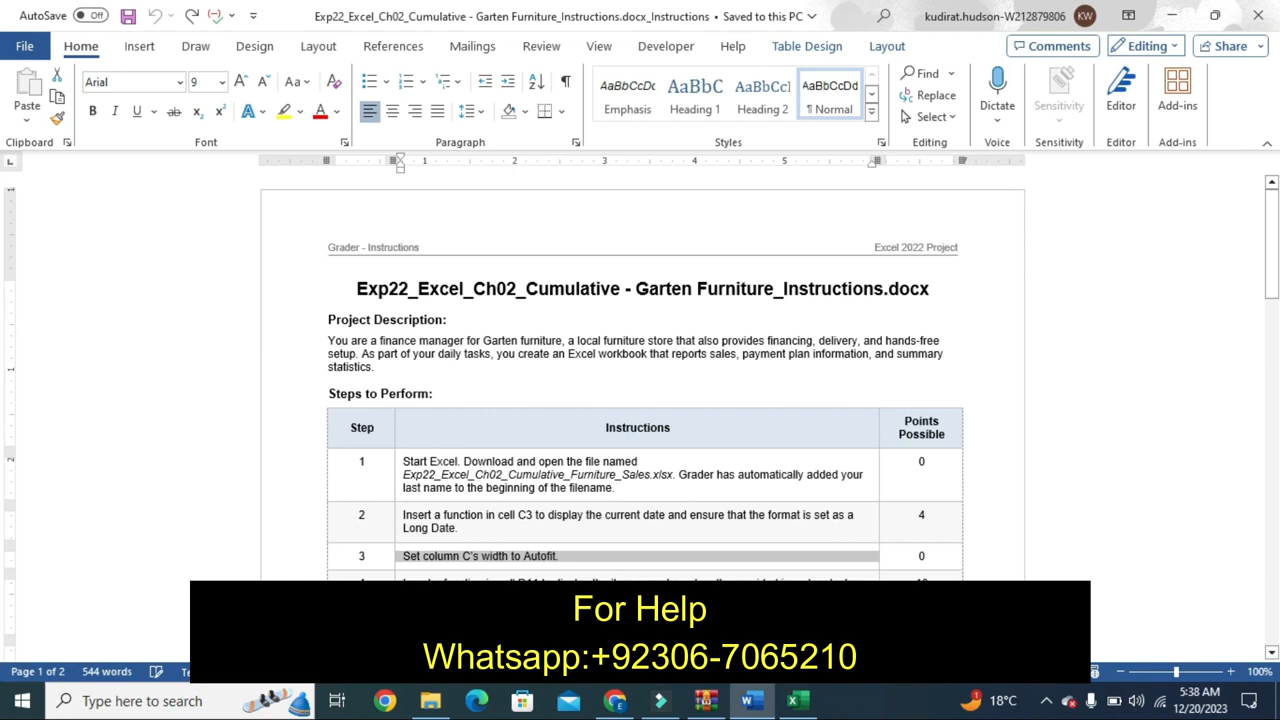 AutoSave Off Exp22_Excel_Ch02_Cumulative - Garten Furniture_Instructions.docx_Instructions - Saved to this PC kudirat.hudson-W212879806 KW
File Home Insert Draw Design Layout References Mailings Review View Developer Help Table Design Layout Comments Editing Share
Paste Arial 9 Aa AaBbCcDc AaBbC AaBbCcI AaBbCcDd Find Replace Select Dictate Sensitivity Editor Add-ins
Emphasis Heading 1 Heading 2 ¶ Normal
Clipboard Font Paragraph Styles Editing Voice Sensitivity Editor Add-ins
1 2 3 4 5
Grader - Instructions Excel 2022 Project
Exp22_Excel_Ch02_Cumulative - Garten Furniture_Instructions.docx
Project Description:
You are a finance manager for Garten furniture, a local furniture store that also provides financing, delivery, and hands-free
setup. As part of your daily tasks, you create an Excel workbook that reports sales, payment plan information, and summary
statistics.
Steps to Perform:
Step Instructions Points Possible
1 Start Excel. Download and open the file named 0
Exp22_Excel_Ch02_Cumulative_Furniture_Sales.xlsx. Grader has automatically added your
last name to the beginning of the filename.
2 Insert a function in cell C3 to display the current date and ensure that the format is set as a 4
Long Date.
3 Set column C's width to Autofit. 0
For Help
Whatsapp:+92306-7065210
Page 1 of 2 544 words 100%
Type here to search 18°C 5:38 AM
12/20/2023